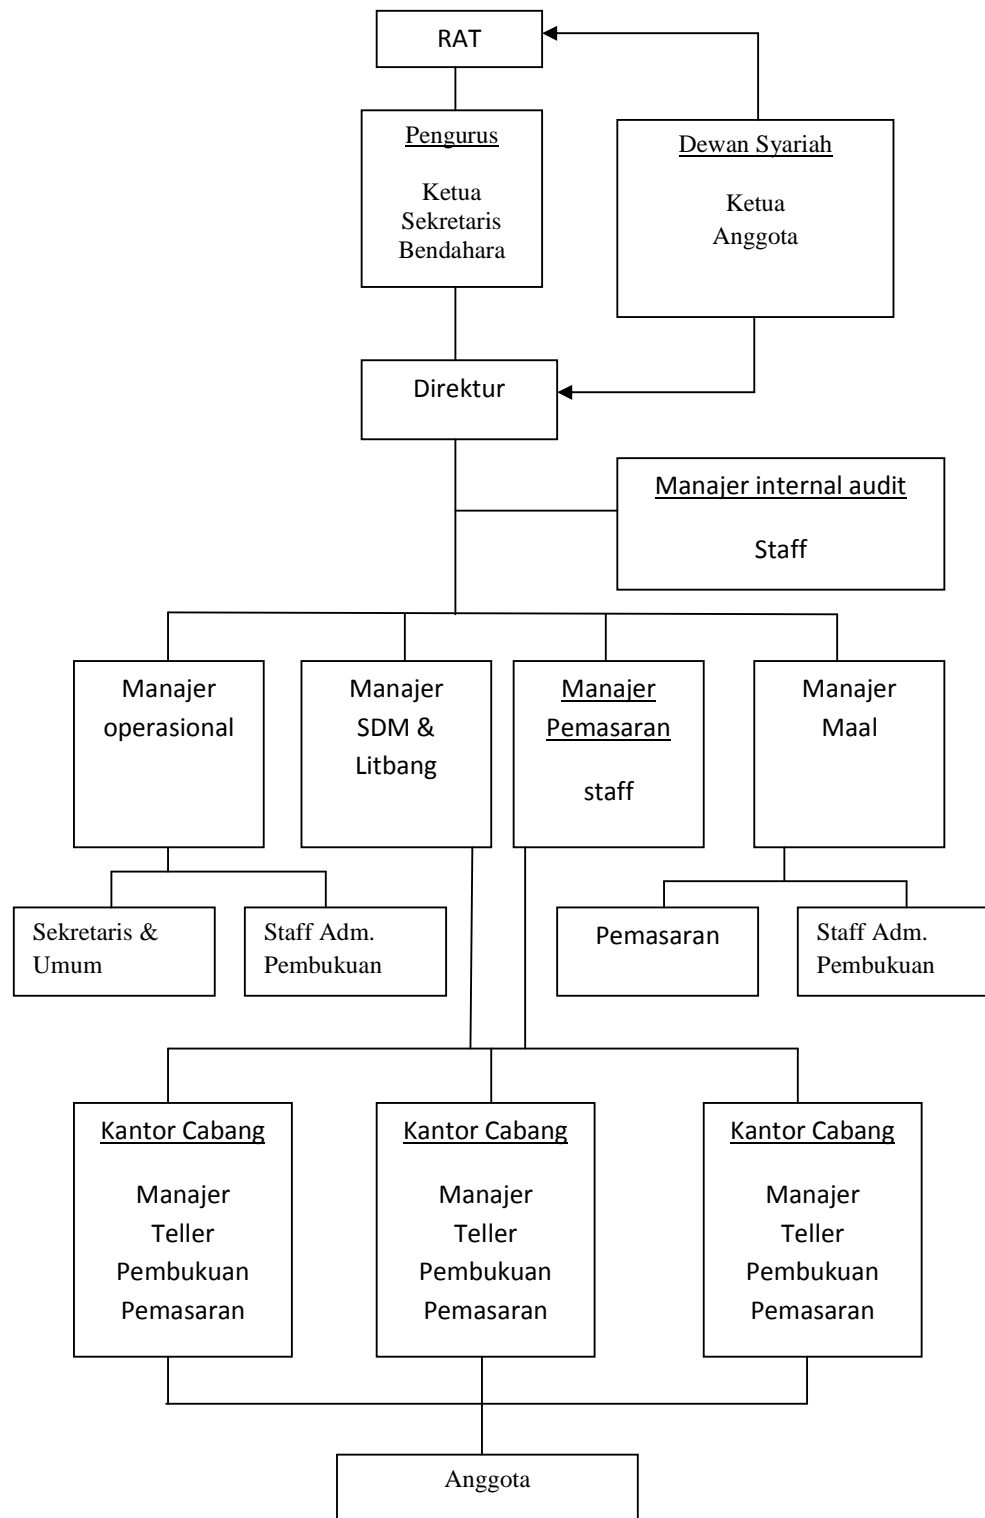 RAT
Pengurus
Ketua
Sekretaris
Bendahara
Dewan Syariah
Ketua
Anggota
Direktur
Manajer internal audit
Staff
Manajer
operasional
Manajer
SDM &
Litbang
Manajer
Pemasaran
staff
Manajer
Maal
Sekretaris &
Umum
Staff Adm.
Pembukuan
Pemasaran
Staff Adm.
Pembukuan
Kantor Cabang
Manajer
Teller
Pembukuan
Pemasaran
Kantor Cabang
Manajer
Teller
Pembukuan
Pemasaran
Kantor Cabang
Manajer
Teller
Pembukuan
Pemasaran
Anggota